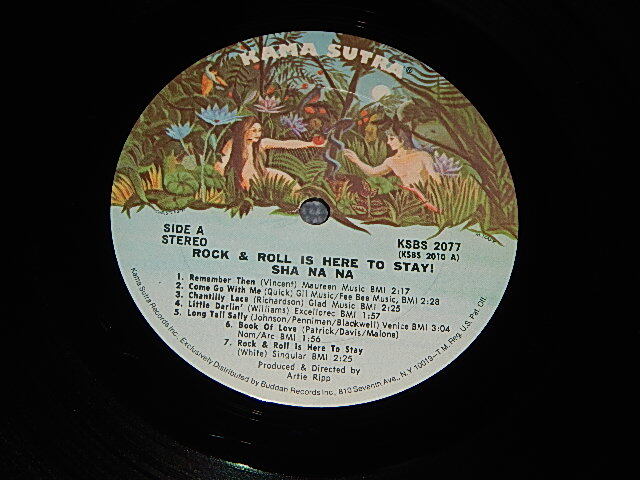 KAMA SUTRA®
SIDE A
STEREO
KSBS 2077
(KSBS 2010 A)
ROCK & ROLL IS HERE TO STAY!
SHA NA NA
1. Remember Then (Vincent) Maureen Music BMI 2:17
2. Come Go With Me (Quick) Gil Music/Fee Bee Music, BMI 2:28
3. Chantilly Lace (Richardson) Glad Music BMI 2:25
4. Little Darlin' (Williams) Excellorec BMI 1:57
5. Long Tall Sally (Johnson/Penniman/Blackwell) Venice BMI 3:04
6. Book Of Love (Patrick/Davis/Malone)
Nom/Arc BMI 1:56
7. Rock & Roll Is Here To Stay
(White) Singular BMI 2:25
Produced & Directed by
Artie Ripp
Kama Sutra Records Inc. Exclusively Distributed by Buddah Records Inc., 810 Seventh Ave., N.Y 10019–T.M. Reg. U.S. Pat. Off.